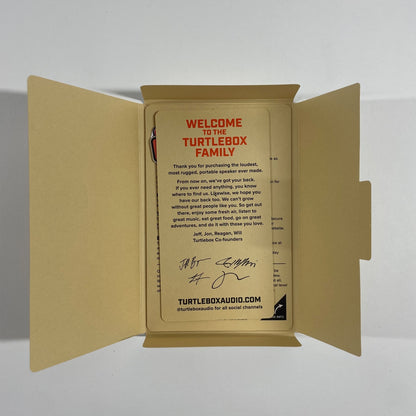 WELCOME
TO THE
TURTLEBOX
FAMILY
Thank you for purchasing the loudest,
most rugged, portable speaker ever made.
From now on, we've got your back.
If you ever need anything, you know
where to find us. Likewise, we hope you
have our back too. We can't grow
without great people like you. So get out
there, enjoy some fresh air, listen to
great music, eat great food, go on great
adventures, and do it with those you love.
Jeff, Jon, Reagan, Will
Turtlebox Co-founders
TURTLEBOXAUDIO.COM
@turtleboxaudio for all social channels